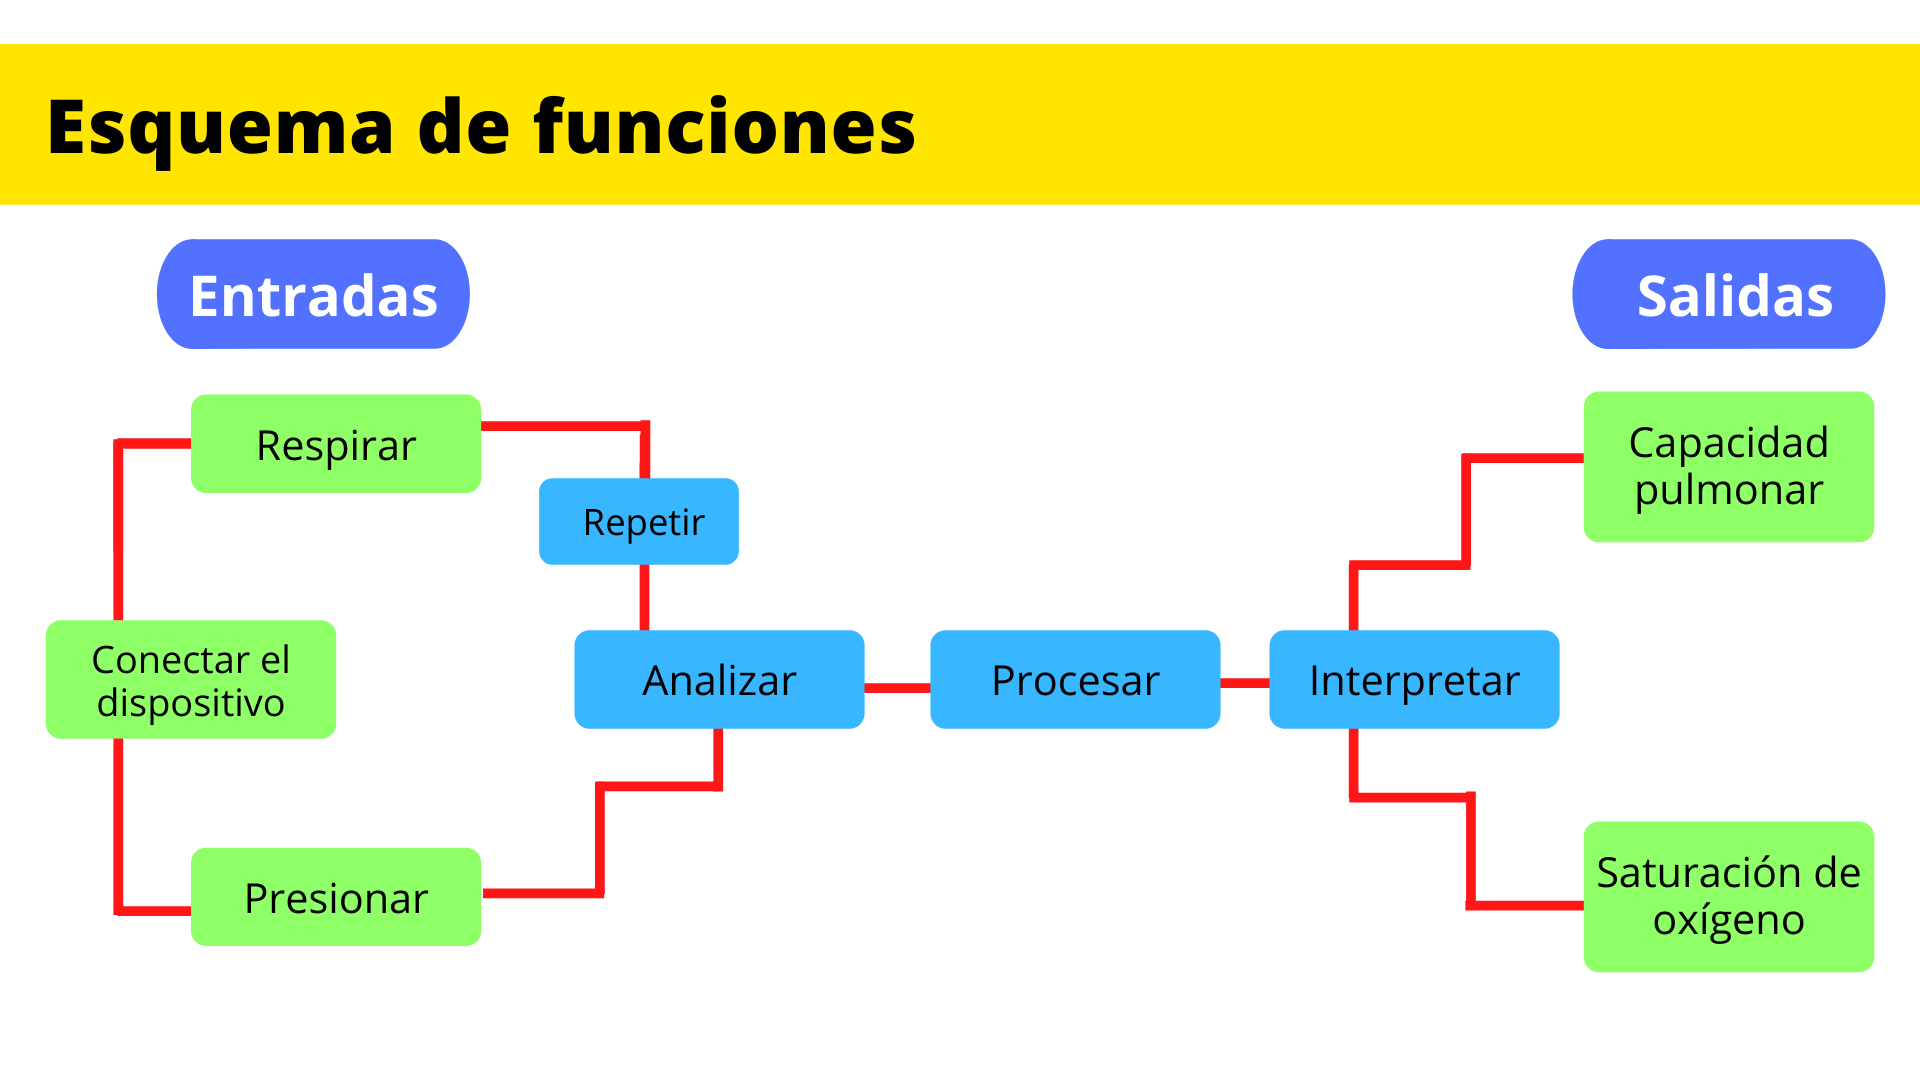 Esquema de funciones
Entradas
Salidas
Respirar
Repetir
Conectar el
dispositivo
Presionar
Analizar
Procesar
Interpretar
Capacidad
pulmonar
Saturación de
oxígeno